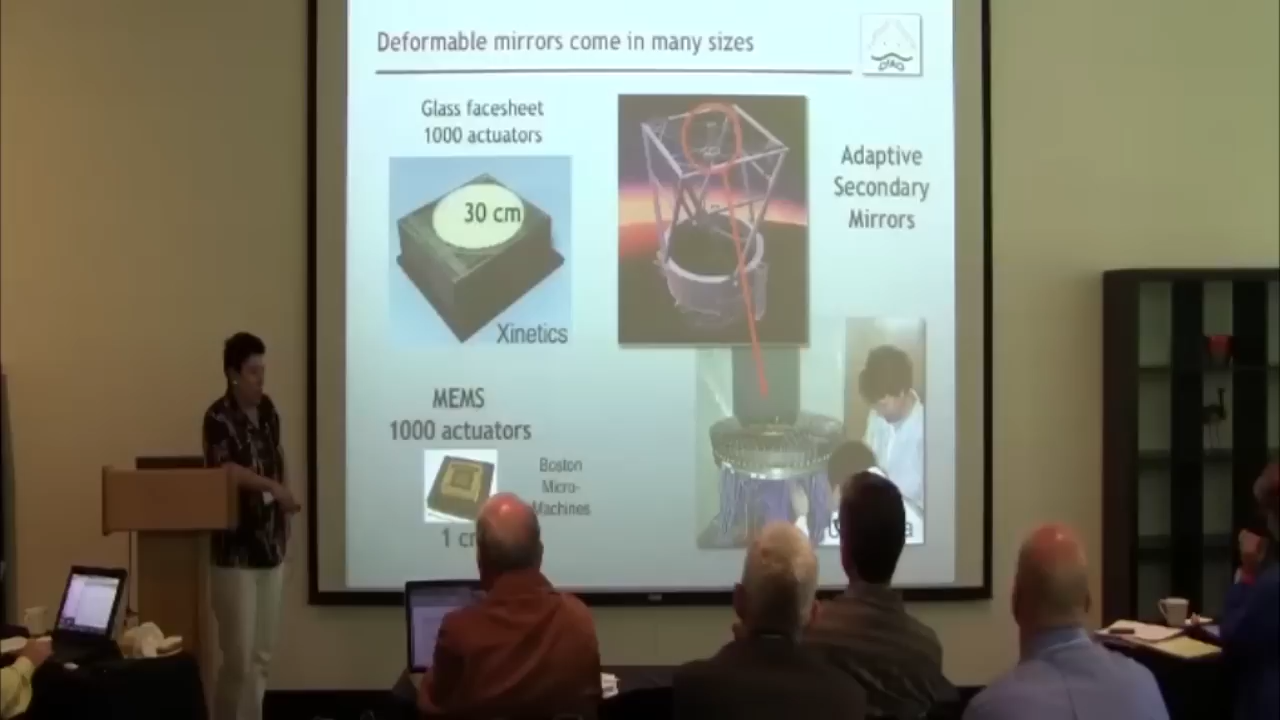 Deformable mirrors come in many sizes
Glass facesheet
1000 actuators
30 cm
Xinetics
Adaptive
Secondary
Mirrors
MEMS
1000 actuators
Boston
Micro-
Machines
1